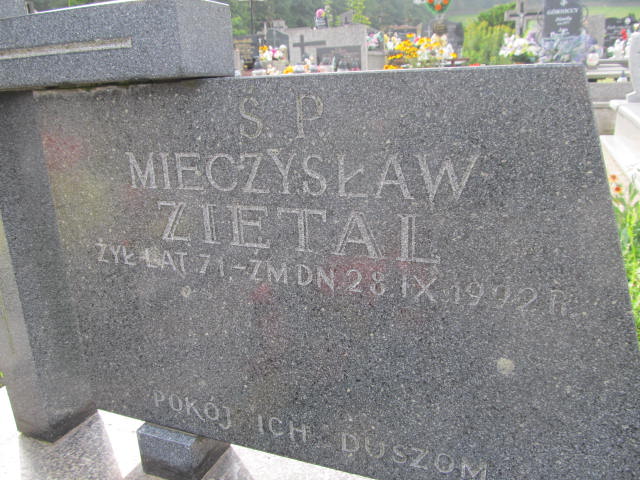 S. P.
MIECZYSŁAW
ZIETAL
ŻYŁ LAT 71.-ZM DN 28.IX.1992 R.
POKÓJ ICH DUSZOM